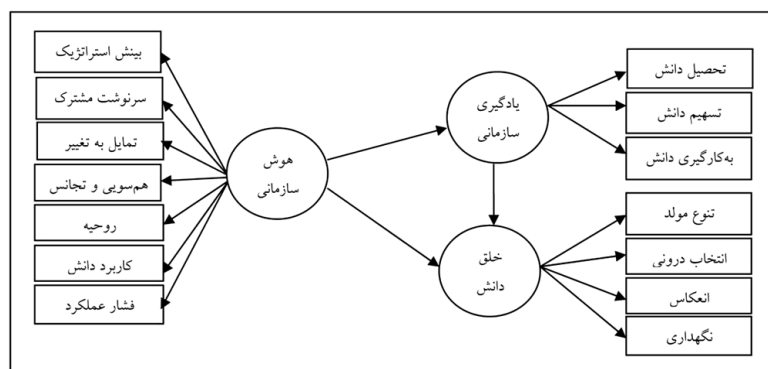 بینش استراتژیک
سرنوشت مشترک
تمایل به تغییر
هم‌سویی و تجانس
روحیه
کاربرد دانش
فشار عملکرد
هوش
سازمانی
یادگیری
سازمانی
خلق
دانش
تحصیل دانش
تسهیم دانش
به‌کارگیری دانش
تنوع مولد
انتخاب درونی
انعکاس
نگهداری